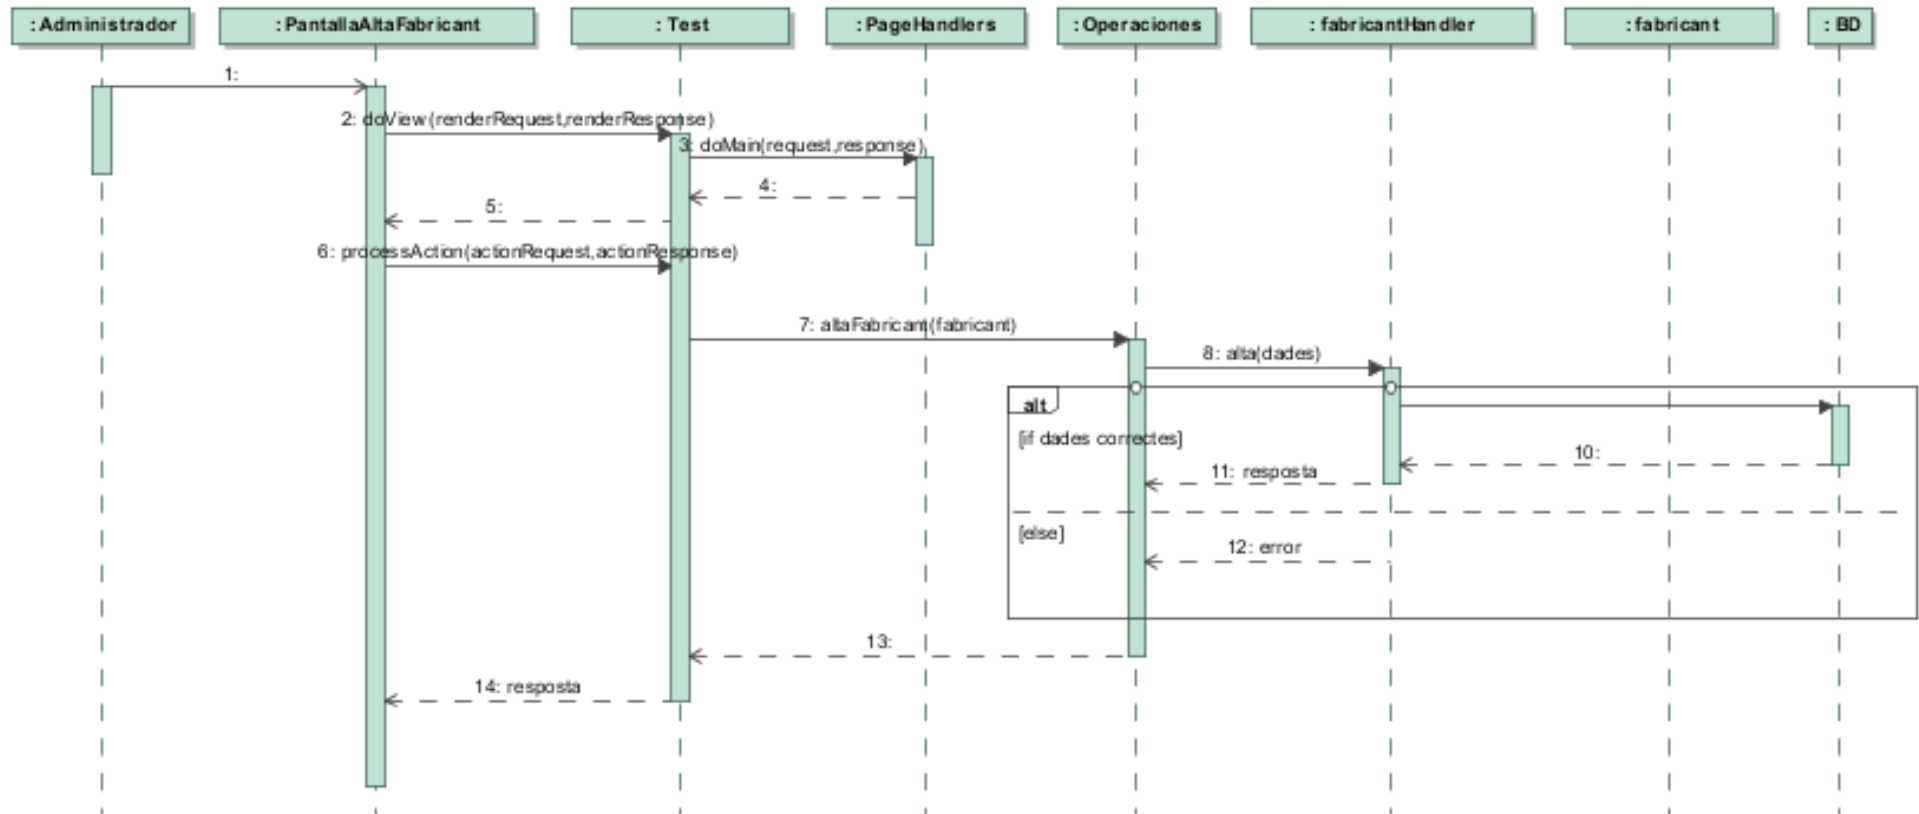 : Administrador
: PantallaAltaFabricant
: Test
: PageHandlers
: Operaciones
: fabricantHandler
: fabricant
: BD
1:
2: doView(renderRequest,renderResponse)
3: doMain(request,response)
4:
5:
6: processAction(actionRequest,actionResponse)
7: altaFabricant(fabricant)
8: alta(dades)
alt
[if dades correctes]
10:
11: resposta
[else]
12: error
13:
14: resposta